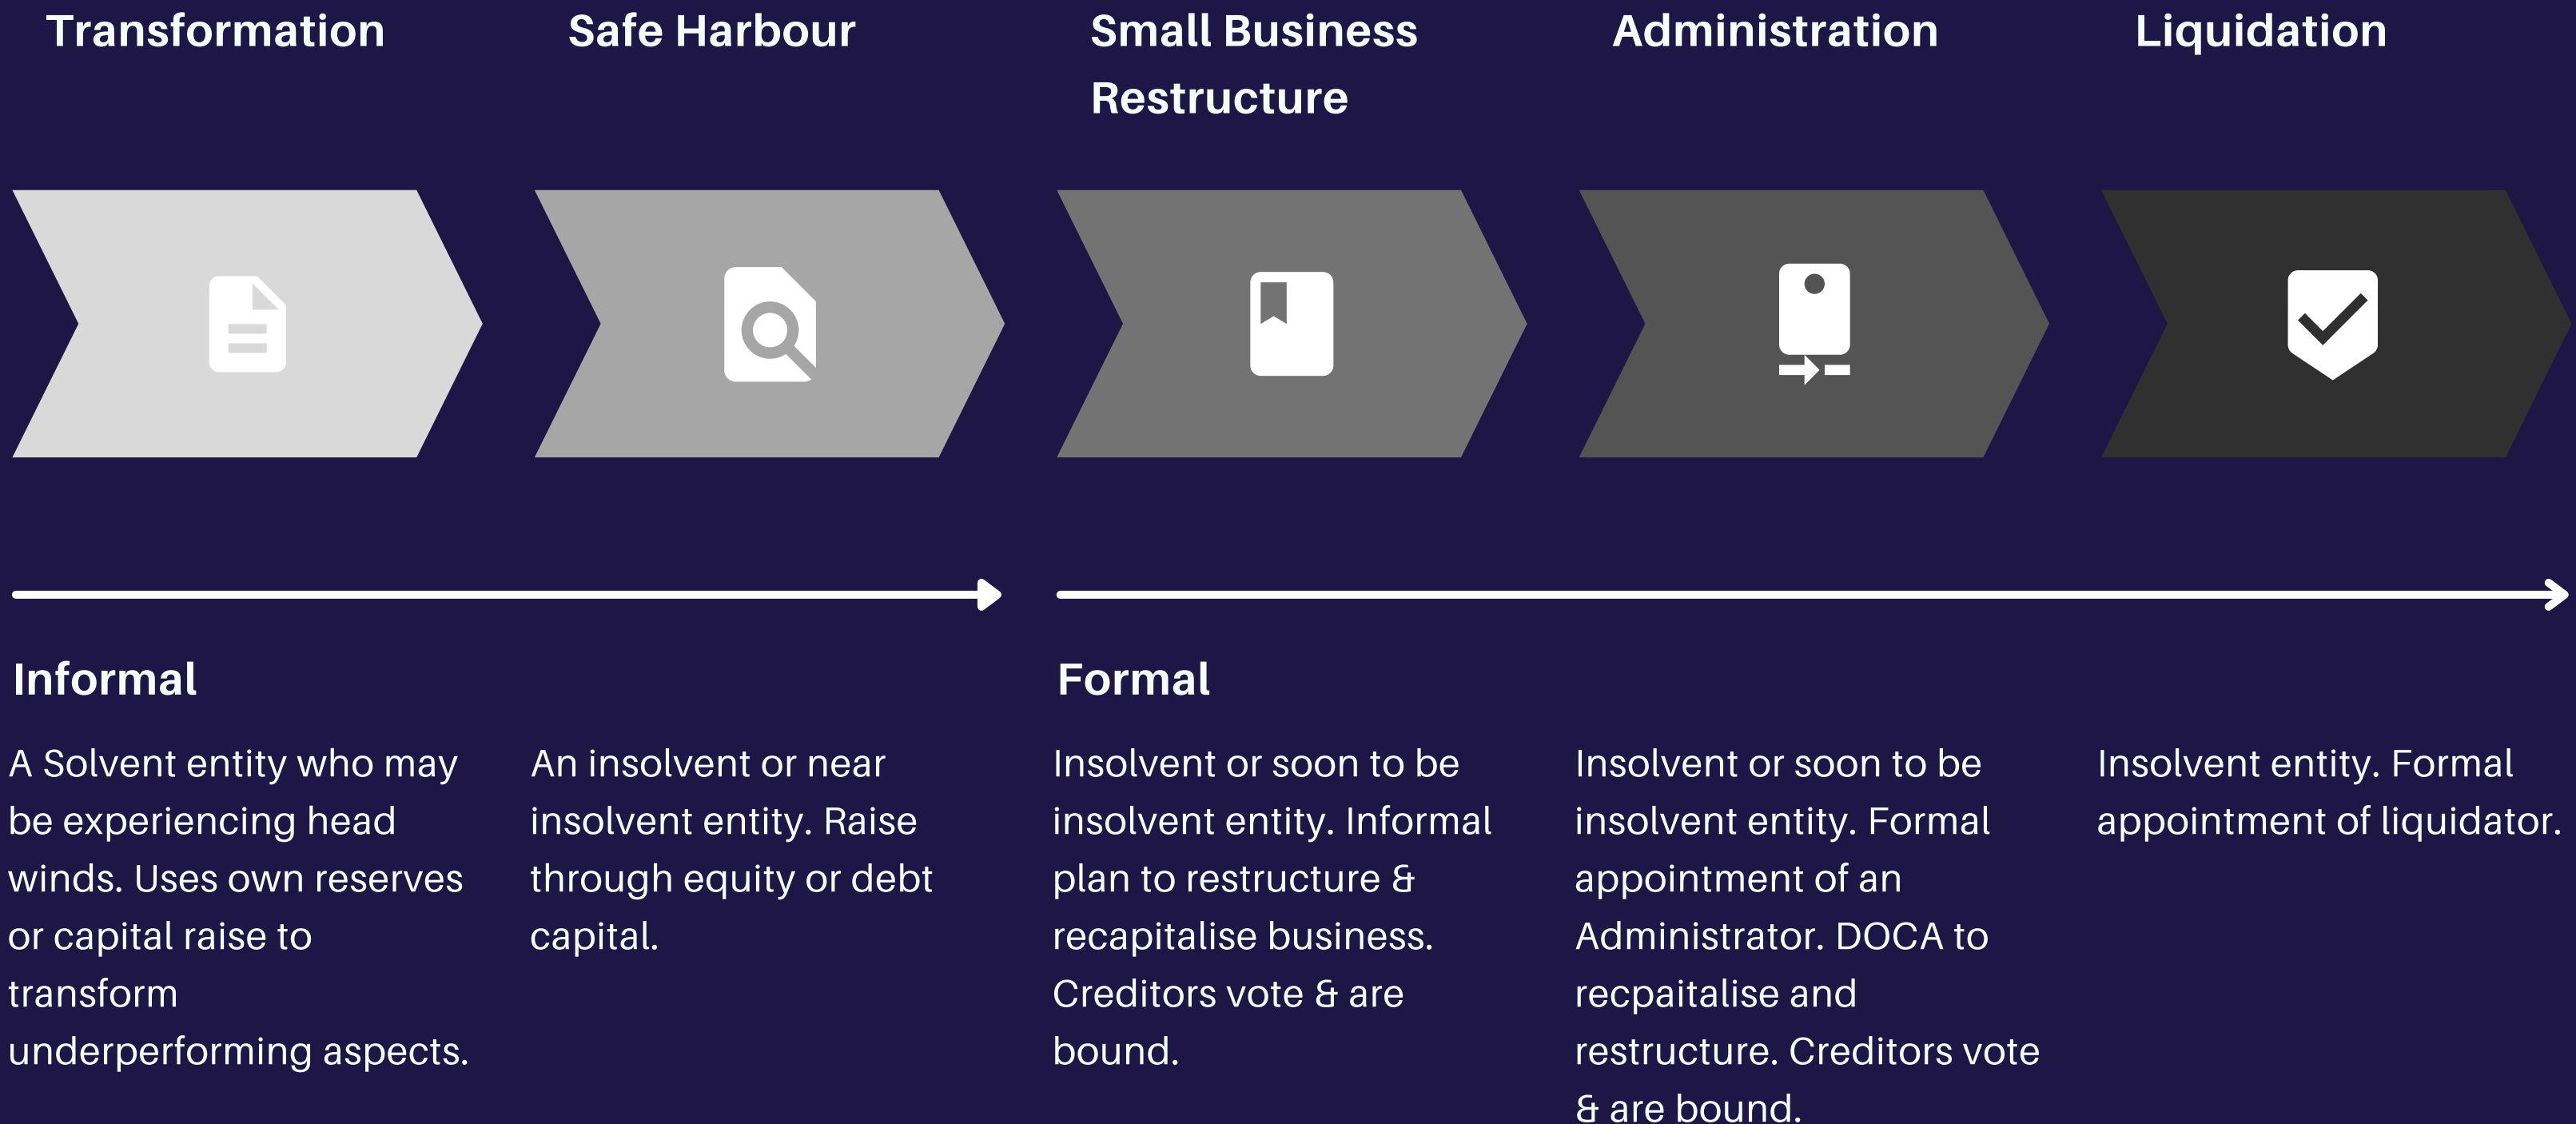 Transformation
Safe Harbour
Small Business
Restructure
Administration
Liquidation
Informal
A Solvent entity who may
be experiencing head
winds. Uses own reserves
or capital raise to
transform
underperforming aspects.
An insolvent or near
insolvent entity. Raise
through equity or debt
capital.
Formal
Insolvent or soon to be
insolvent entity. Informal
plan to restructure &
recapitalise business.
Creditors vote & are
bound.
Insolvent or soon to be
insolvent entity. Formal
appointment of an
Administrator. DOCA to
recpaitalise and
restructure. Creditors vote
& are bound.
Insolvent entity. Formal
appointment of liquidator.